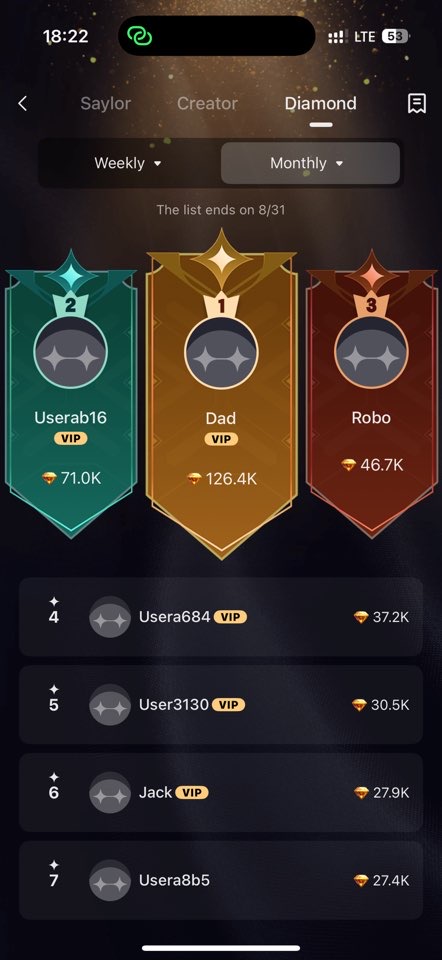 18:22
LTE
53
Saylor Creator Diamond
Weekly Monthly
The list ends on 8/31
2 1 3
Userab16 Dad Robo
VIP VIP
71.0K 126.4K 46.7K
4 Usera684 VIP 37.2K
5 User3130 VIP 30.5K
6 Jack VIP 27.9K
7 Usera8b5 27.4K